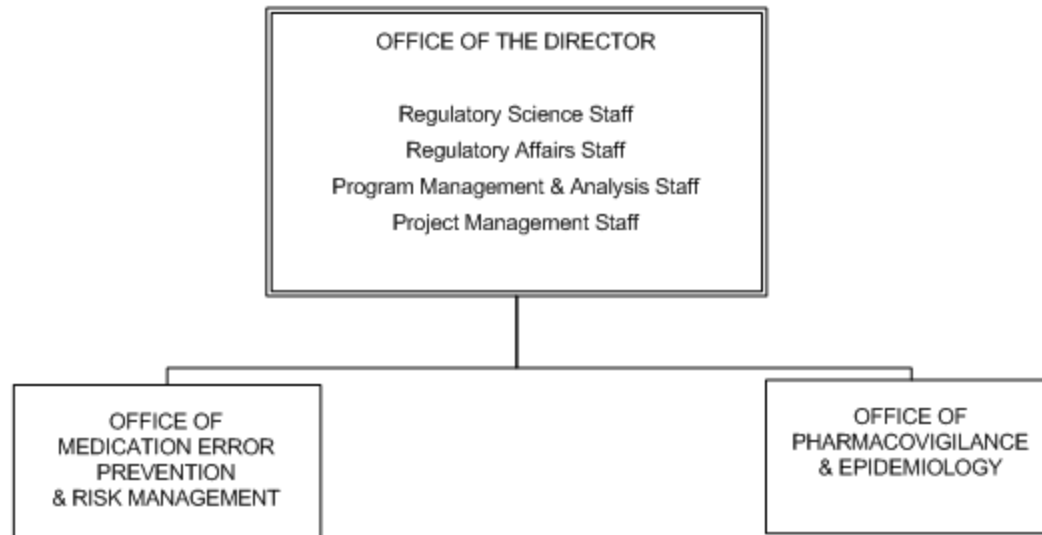 OFFICE OF THE DIRECTOR
Regulatory Science Staff
Regulatory Affairs Staff
Program Management & Analysis Staff
Project Management Staff
OFFICE OF
MEDICATION ERROR
PREVENTION
& RISK MANAGEMENT
OFFICE OF
PHARMACOVIGILANCE
& EPIDEMIOLOGY